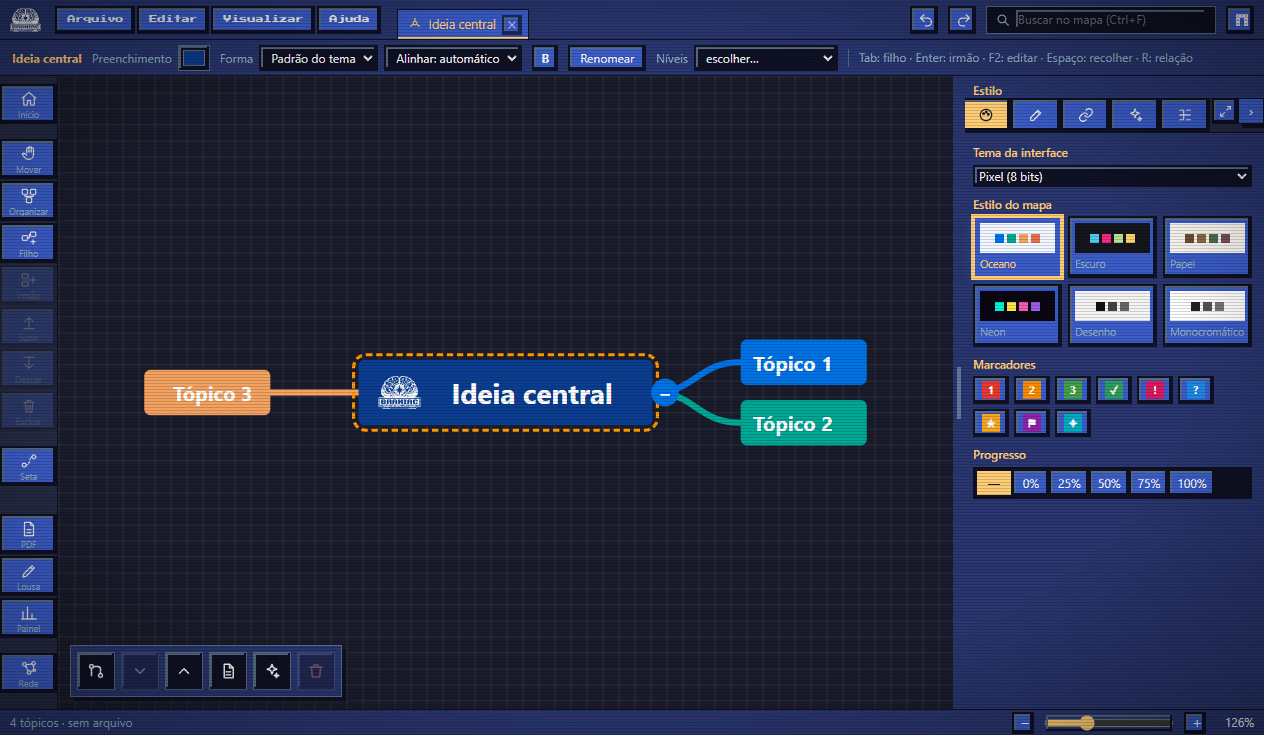 Arquivo Editar Visualizar Ajuda Ideia central Buscar no mapa (Ctrl+F)
Ideia central Preenchimento Forma Padrão do tema Alinhar: automático B Renomear Níveis escolher... Tab: filho · Enter: irmão · F2: editar · Espaço: recolher · R: relação
Início
Mover
Organizar
Filho
Irmão
Subir
Descer
Excluir
Seta
PDF
Lousa
Painel
Rede
Tópico 3
Ideia central
Tópico 1
Tópico 2
Estilo
Tema da interface
Pixel (8 bits)
Estilo do mapa
Oceano Escuro Papel
Neon Desenho Monocromático
Marcadores
1 2 3 ✓ ! ?
Progresso
— 0% 25% 50% 75% 100%
4 tópicos · sem arquivo
− + 126%